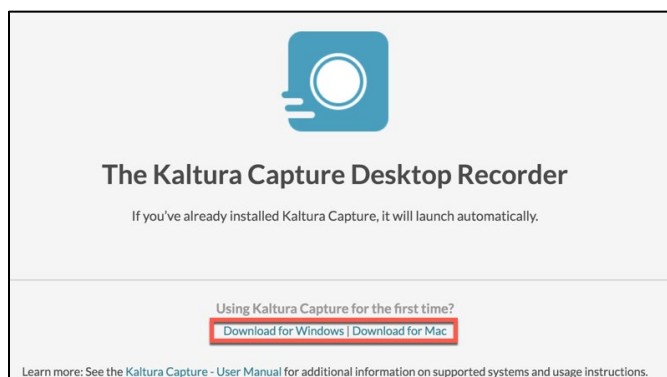 The Kaltura Capture Desktop Recorder
If you've already installed Kaltura Capture, it will launch automatically.
Using Kaltura Capture for the first time?
Download for Windows | Download for Mac
Learn more: See the Kaltura Capture - User Manual for additional information on supported systems and usage instructions.